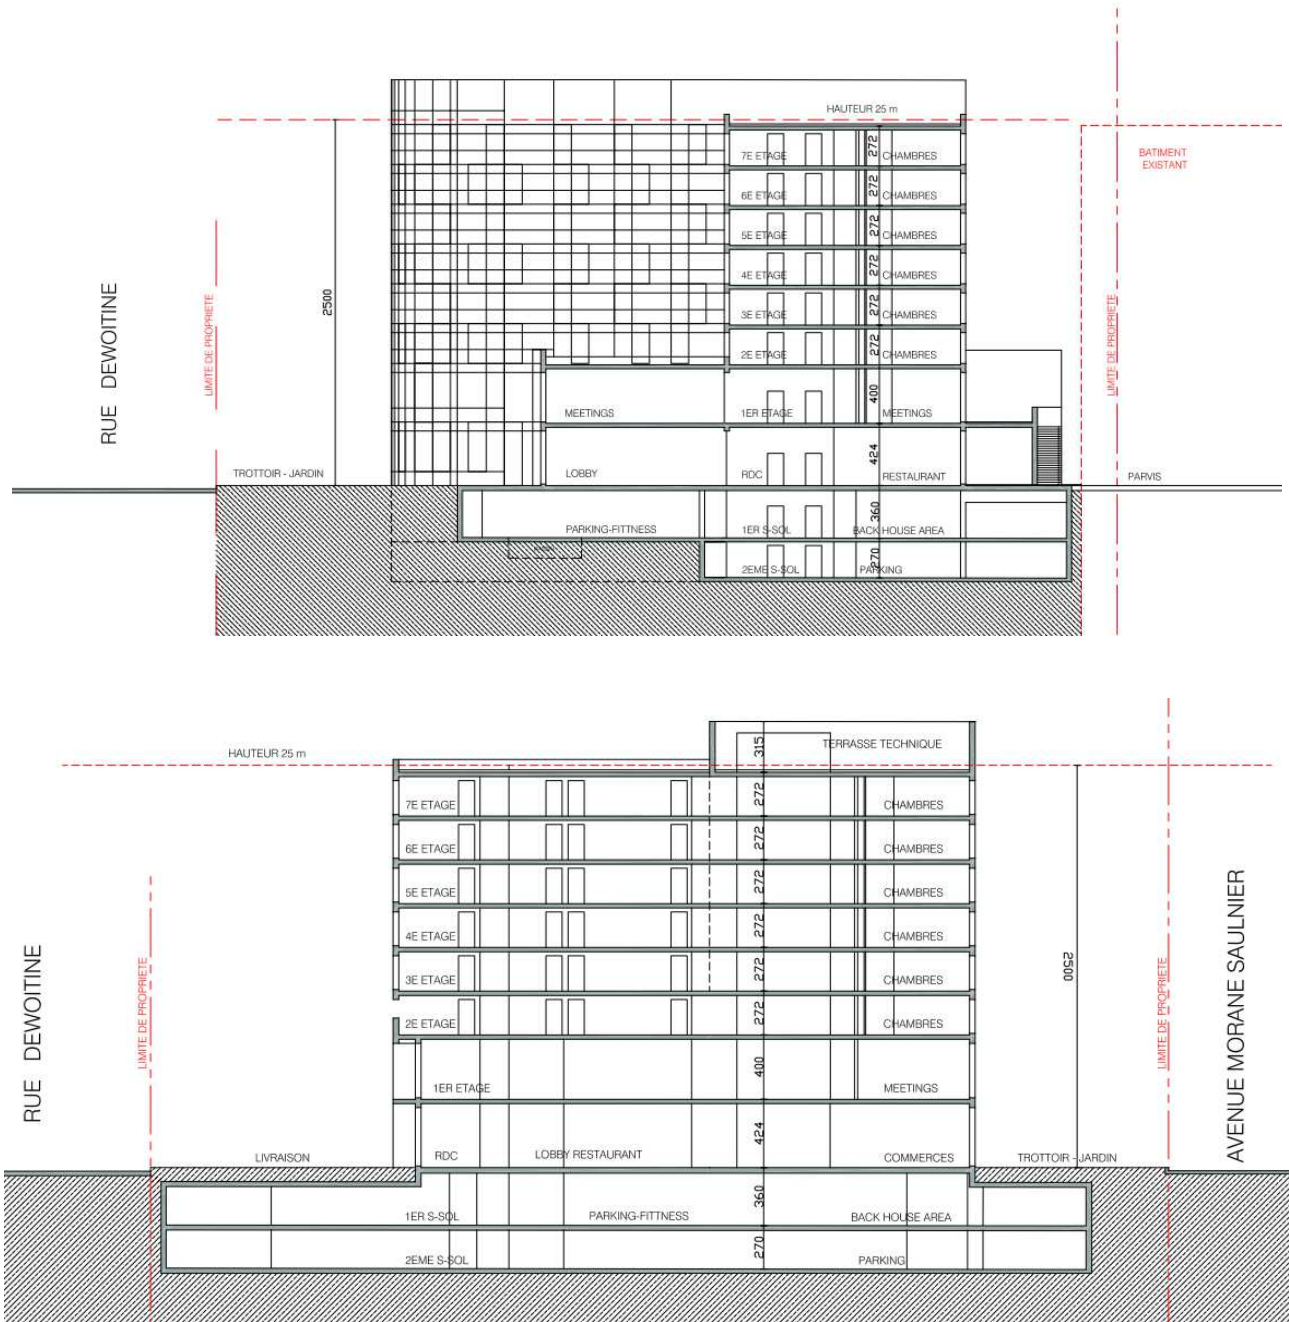 HAUTEUR 25 m
BATIMENT
EXISTANT
7E ETAGE 272 CHAMBRES
6E ETAGE 272 CHAMBRES
5E ETAGE 272 CHAMBRES
4E ETAGE 272 CHAMBRES
3E ETAGE 272 CHAMBRES
2E ETAGE 272 CHAMBRES
RUE DEWOITINE
LIMITE DE PROPRIETE
2500
LIMITE DE PROPRIETE
MEETINGS 1ER ETAGE 400 MEETINGS
TROTTOIR - JARDIN LOBBY RDC 424 RESTAURANT PARVIS
PARKING-FITTNESS 1ER S-SOL 360 BACK HOUSE AREA
2EME S-SOL 270 PARKING
HAUTEUR 25 m
315 TERRASSE TECHNIQUE
7E ETAGE 272 CHAMBRES
6E ETAGE 272 CHAMBRES
5E ETAGE 272 CHAMBRES
4E ETAGE 272 CHAMBRES
3E ETAGE 272 CHAMBRES
2E ETAGE 272 CHAMBRES
RUE DEWOITINE
LIMITE DE PROPRIETE
2500
LIMITE DE PROPRIETE
AVENUE MORANE SAULNIER
1ER ETAGE 400 MEETINGS
LIVRAISON RDC LOBBY RESTAURANT 424 COMMERCES TROTTOIR - JARDIN
1ER S-SOL PARKING-FITTNESS 360 BACK HOUSE AREA
2EME S-SOL 270 PARKING